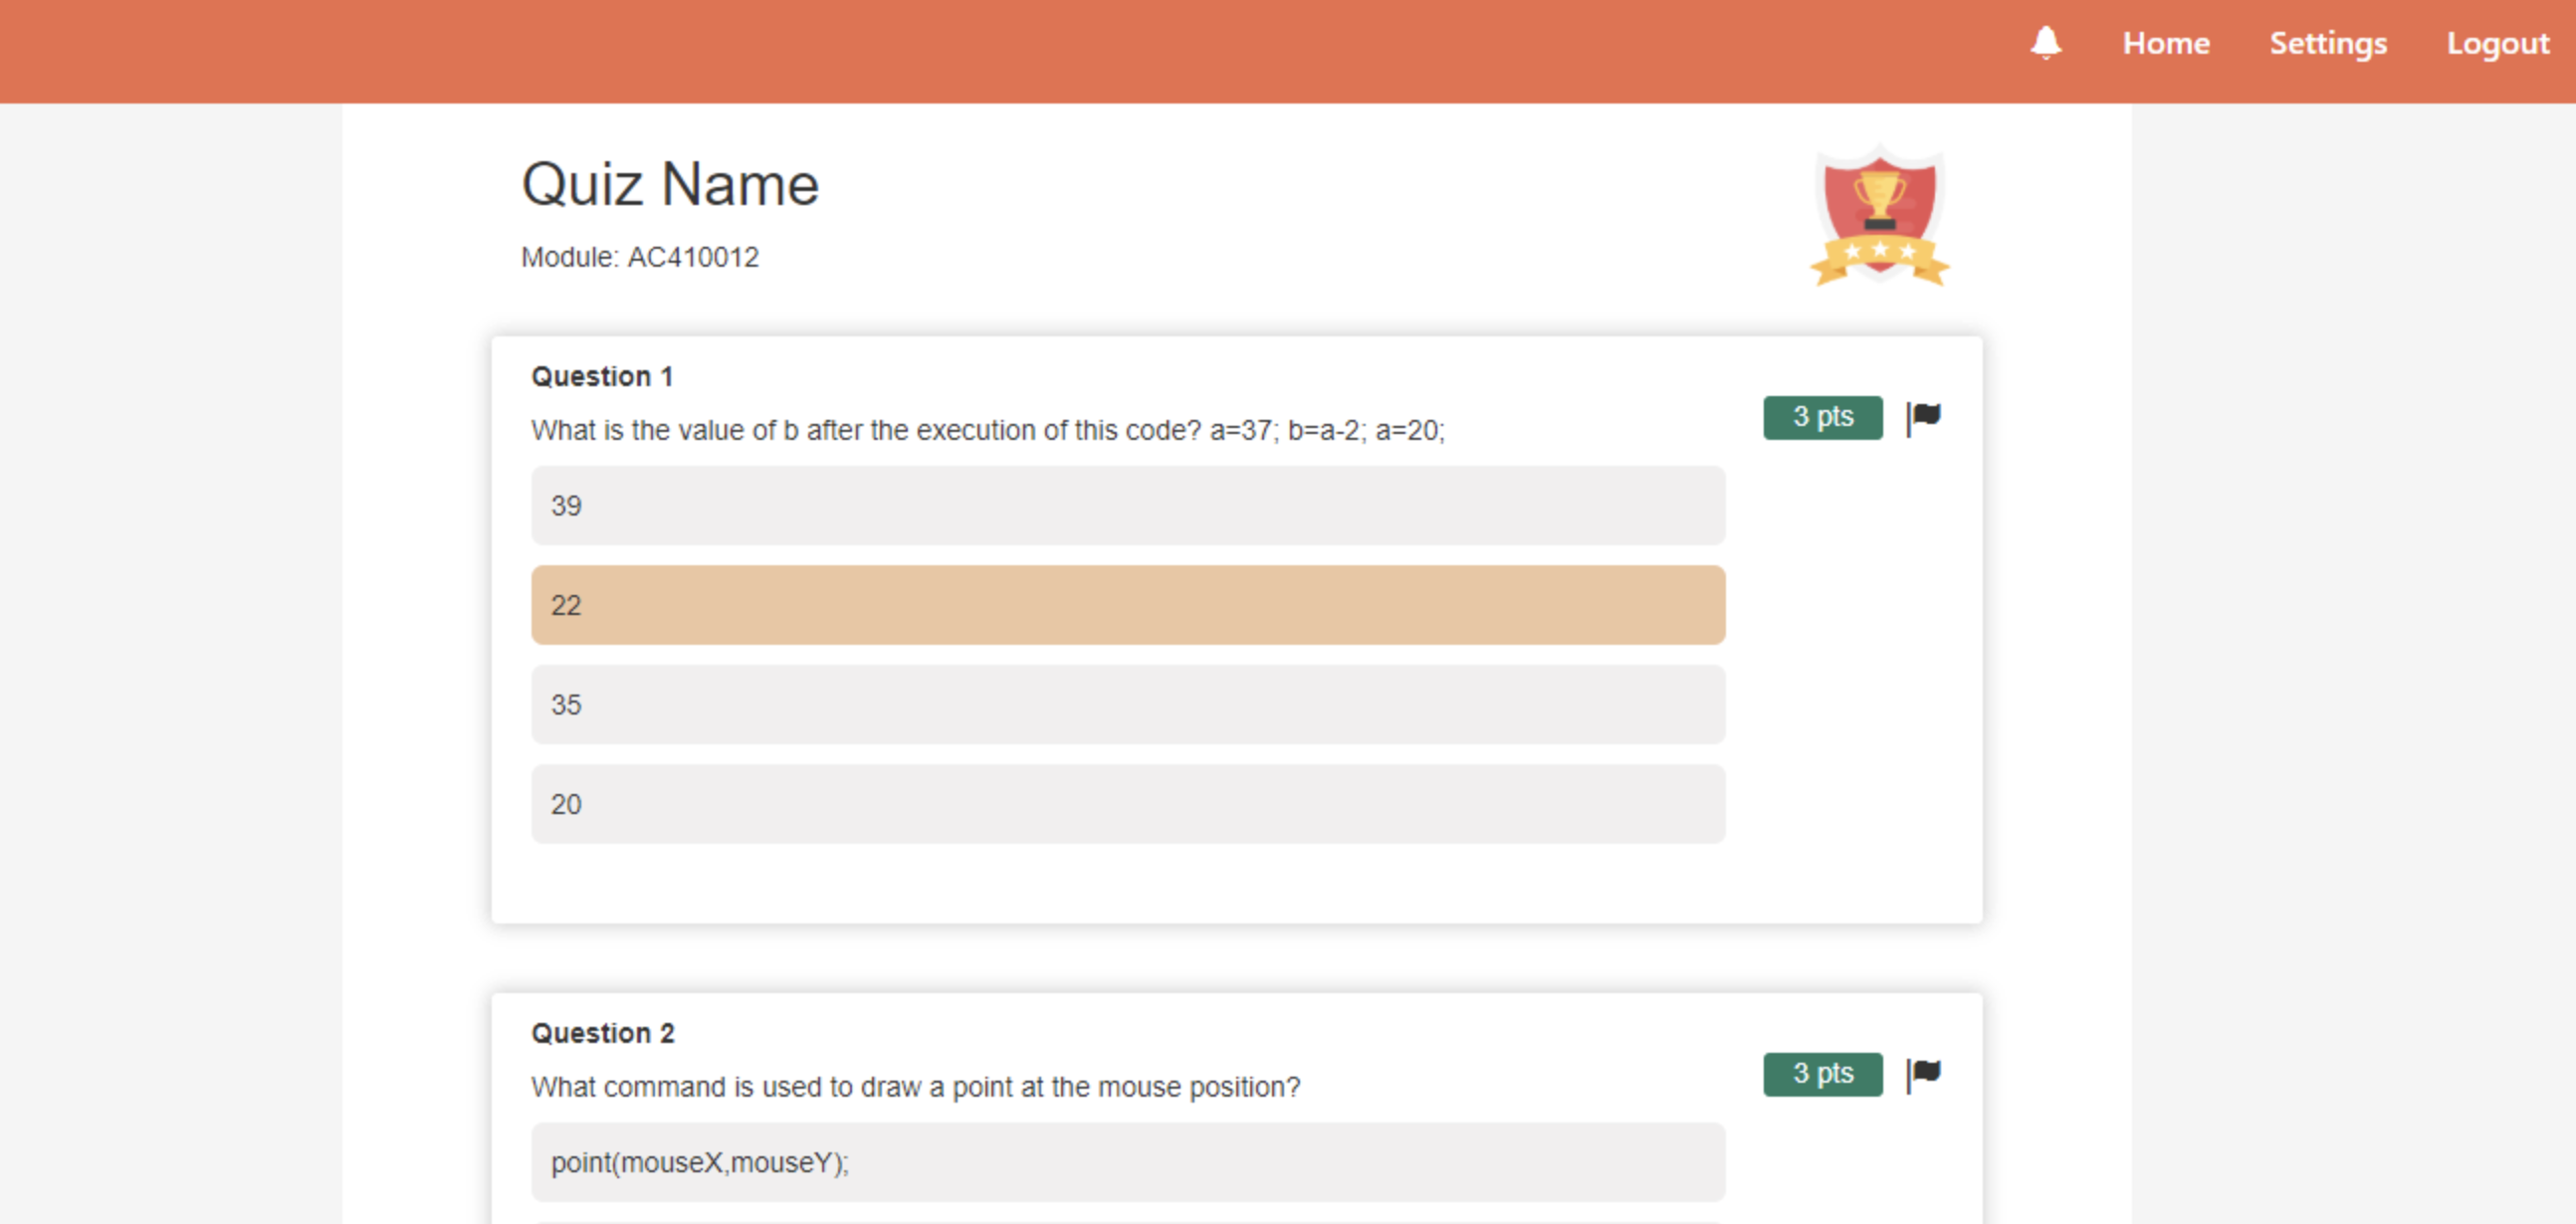 Home Settings Logout
Quiz Name
Module: AC410012
Question 1
3 pts
What is the value of b after the execution of this code? a=37; b=a-2; a=20;
39
22
35
20
Question 2
3 pts
What command is used to draw a point at the mouse position?
point(mouseX,mouseY);